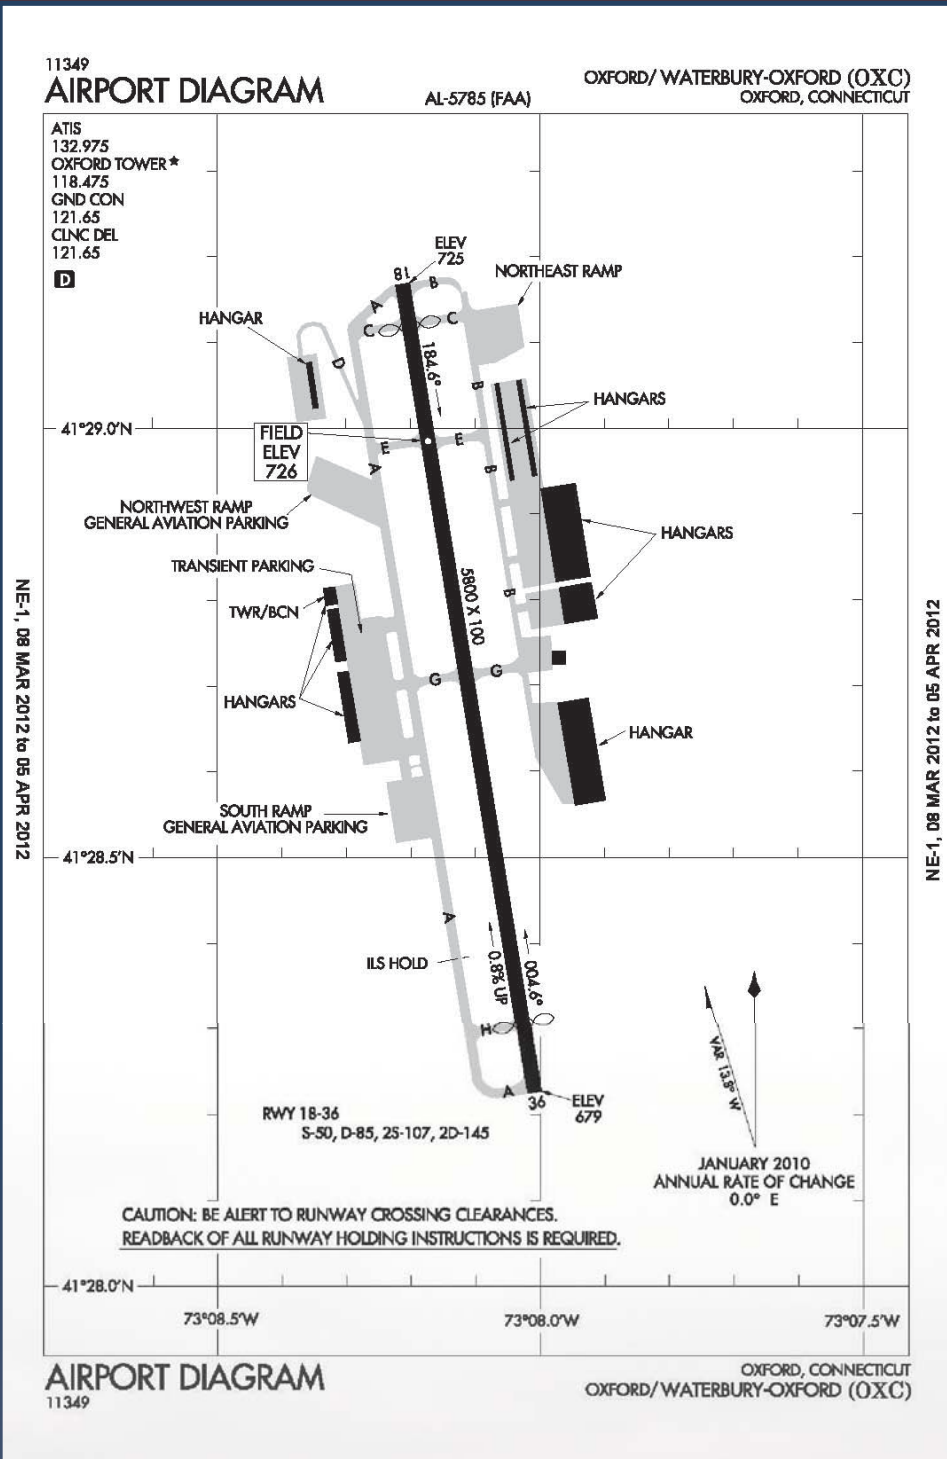 11349
AIRPORT DIAGRAM
AL-5785 (FAA)
OXFORD/ WATERBURY-OXFORD (OXC)
OXFORD, CONNECTICUT
ATIS
132.975
OXFORD TOWER★
118.475
GND CON
121.65
CLNC DEL
121.65
D
ELEV
725
18
B
A
NORTHEAST RAMP
C
C
HANGAR
D
184.6°
B
HANGARS
41°29.0'N
FIELD
ELEV
726
E
E
A
B
NORTHWEST RAMP
GENERAL AVIATION PARKING
HANGARS
TRANSIENT PARKING
5800 X 100
B
TWR/BCN
G
G
HANGARS
HANGAR
SOUTH RAMP
GENERAL AVIATION PARKING
41°28.5'N
A
ILS HOLD
0.8% UP
004.6°
H
A
36
ELEV
679
VAR 13.8° W
RWY 18-36
S-50, D-85, 2S-107, 2D-145
JANUARY 2010
ANNUAL RATE OF CHANGE
0.0° E
CAUTION: BE ALERT TO RUNWAY CROSSING CLEARANCES.
READBACK OF ALL RUNWAY HOLDING INSTRUCTIONS IS REQUIRED.
41°28.0'N
73°08.5'W
73°08.0'W
73°07.5'W
NE-1, 08 MAR 2012 to 05 APR 2012
NE-1, 08 MAR 2012 to 05 APR 2012
AIRPORT DIAGRAM
11349
OXFORD, CONNECTICUT
OXFORD/ WATERBURY-OXFORD (OXC)